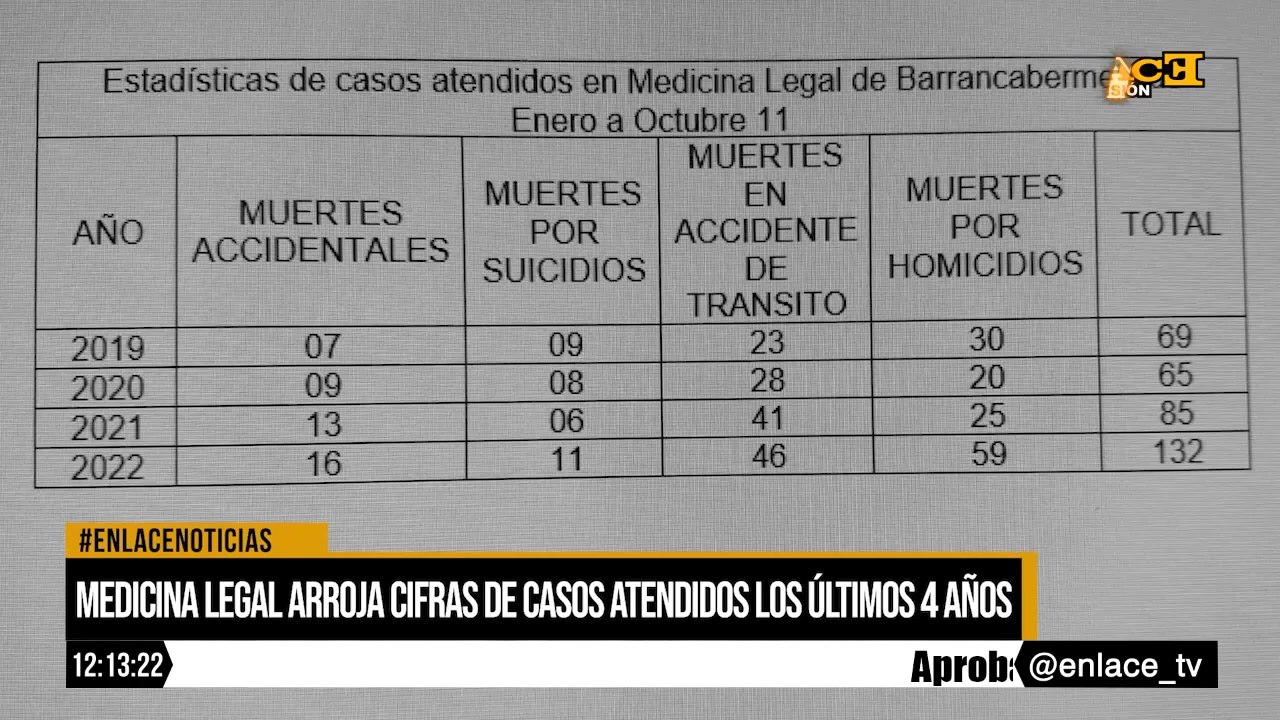 Estadísticas de casos atendidos en Medicina Legal de
Enero a Octubre 11
AÑO
MUERTES
ACCIDENTALES
MUERTES
POR
SUICIDIOS
MUERTES
EN
ACCIDENTE
DE
TRANSITO
MUERTES
POR
HOMICIDIOS
TOTAL
2019 07 09 23 30 69
2020 09 08 28 20 65
2021 13 06 41 25 85
2022 16 11 46 59 132
#ENLACENOTICIAS
MEDICINA LEGAL ARROJA CIFRAS DE CASOS ATENDIDOS LOS ÚLTIMOS 4 AÑOS
12:13:22
@enlace_tv